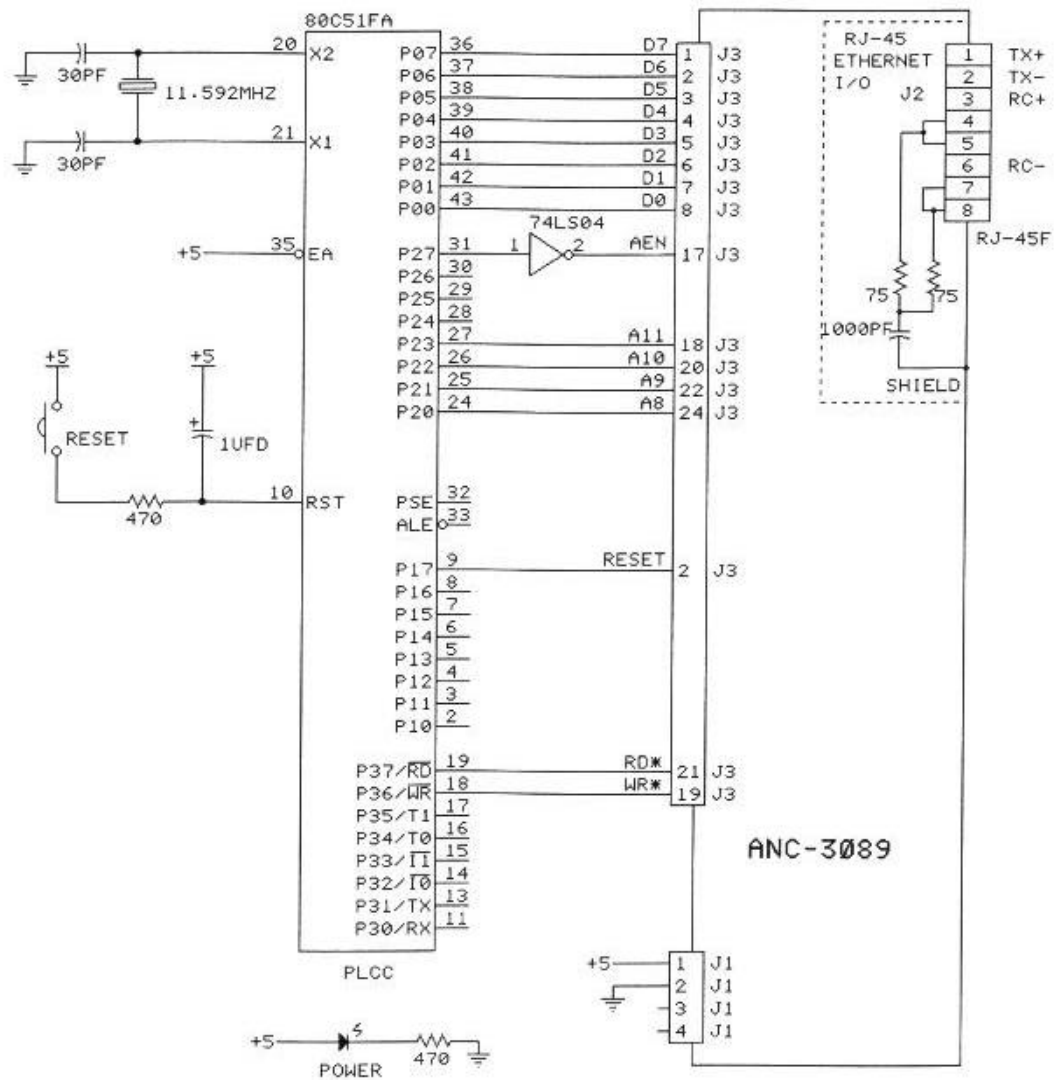 80C51FA
20 X2
30PF
11.592MHZ
21 X1
30PF
+5 35 EA
+5
+5
RESET
+
1UFD
10 RST
470
P07 36 D7 1 J3
P06 37 D6 2 J3
P05 38 D5 3 J3
P04 39 D4 4 J3
P03 40 D3 5 J3
P02 41 D2 6 J3
P01 42 D1 7 J3
P00 43 D0 8 J3
74LS04
P27 31 1 2 AEN 17 J3
P26 30
P25 29
P24 28
P23 27 A11 18 J3
P22 26 A10 20 J3
P21 25 A9 22 J3
P20 24 A8 24 J3
PSE 32
ALE 33
P17 9 RESET 2 J3
P16 8
P15 7
P14 6
P13 5
P12 4
P11 3
P10 2
P37/RD 19 RD* 21 J3
P36/WR 18 WR* 19 J3
P35/T1 17
P34/T0 16
P33/I1 15
P32/I0 14
P31/TX 13
P30/RX 11
PLCC
+5
POWER
470
RJ-45
ETHERNET
I/O
J2
1 TX+
2 TX-
3 RC+
4
5
6 RC-
7
8
RJ-45F
75
75
1000PF
SHIELD
ANC-3089
+5 1 J1
2 J1
3 J1
4 J1